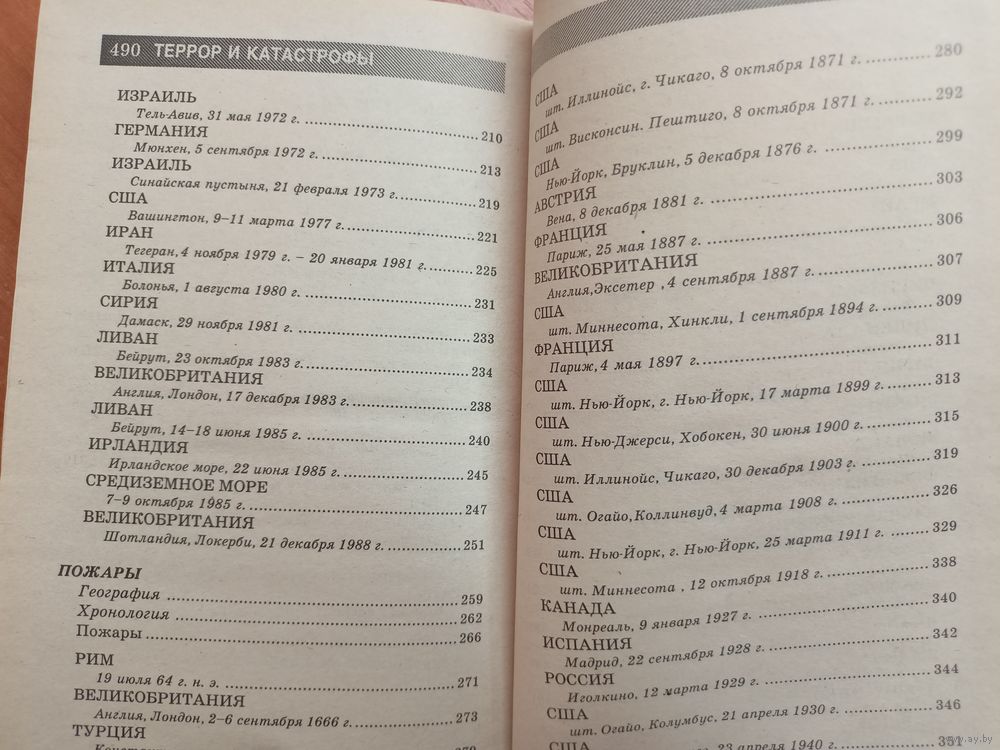 490 ТЕРРОР И КАТАСТРОФЫ
ИЗРАИЛЬ
Тель-Авив, 31 мая 1972 г. 210
ГЕРМАНИЯ
Мюнхен, 5 сентября 1972 г. 213
ИЗРАИЛЬ
Синайская пустыня, 21 февраля 1973 г. 219
США
Вашингтон, 9–11 марта 1977 г. 221
ИРАН
Тегеран, 4 ноября 1979 г. – 20 января 1981 г. 225
ИТАЛИЯ
Болонья, 1 августа 1980 г. 231
СИРИЯ
Дамаск, 29 ноября 1981 г. 233
ЛИВАН
Бейрут, 23 октября 1983 г. 234
ВЕЛИКОБРИТАНИЯ
Англия, Лондон, 17 декабря 1983 г. 238
ЛИВАН
Бейрут, 14–18 июня 1985 г. 240
ИРЛАНДИЯ
Ирландское море, 22 июня 1985 г. 245
СРЕДИЗЕМНОЕ МОРЕ
7–9 октября 1985 г. 247
ВЕЛИКОБРИТАНИЯ
Шотландия, Локерби, 21 декабря 1988 г. 251
ПОЖАРЫ
География 259
Хронология 262
Пожары 266
РИМ
19 июля 64 г. н. э. 271
ВЕЛИКОБРИТАНИЯ
Англия, Лондон, 2–6 сентября 1666 г. 273
ТУРЦИЯ
США
шт. Иллинойс, г. Чикаго, 8 октября 1871 г. 280
США
шт. Висконсин. Пештиго, 8 октября 1871 г. 292
США
Нью-Йорк, Бруклин, 5 декабря 1876 г. 299
АВСТРИЯ
Вена, 8 декабря 1881 г. 303
ФРАНЦИЯ
Париж, 25 мая 1887 г. 306
ВЕЛИКОБРИТАНИЯ
Англия,Эксетер ,4 сентября 1887 г. 307
США
шт. Миннесота, Хинкли, 1 сентября 1894 г. 309
ФРАНЦИЯ
Париж,4 мая 1897 г. 311
США
шт. Нью-Йорк, г. Нью-Йорк, 17 марта 1899 г. 313
США
шт. Нью-Джерси, Хобокен, 30 июня 1900 г. 315
США
шт. Иллинойс, Чикаго, 30 декабря 1903 г. 319
США
шт. Огайо,Коллинвуд,4 марта 1908 г. 326
США
шт. Нью-Йорк, г. Нью-Йорк, 25 марта 1911 г. 329
США
шт. Миннесота , 12 октября 1918 г. 338
КАНАДА
Монреаль, 9 января 1927 г. 340
ИСПАНИЯ
Мадрид, 22 сентября 1928 г. 342
РОССИЯ
Иголкино, 12 марта 1929 г. 344
США
шт. Огайо, Колумбус, 21 апреля 1930 г. 346
США
23 апреля 1940 г. 351
www.ay.by